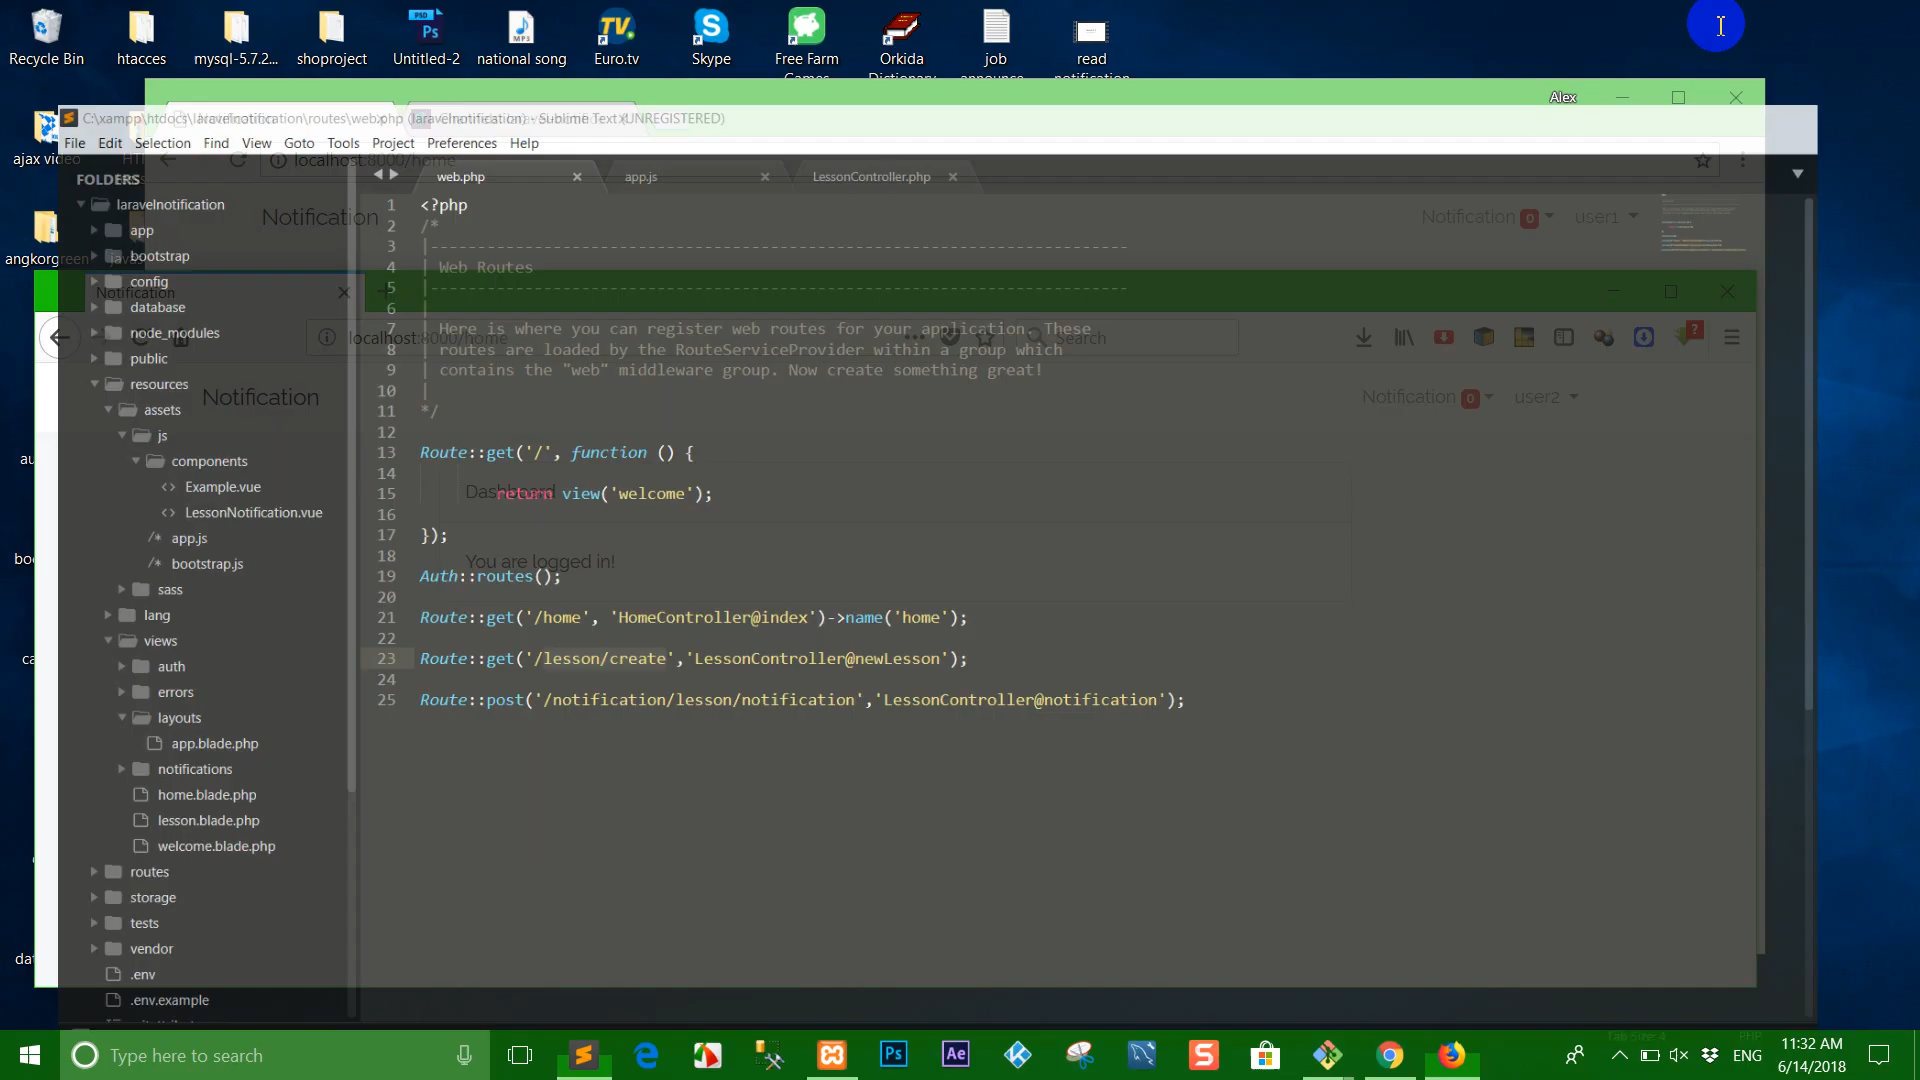 Recycle Bin
htacces
mysql-5.7.2...
shoproject
Untitled-2
national song
Euro.tv
Skype
Free Farm
Games
Orkida
Dictionary
job
announce
read
notification
Alex
C:\xampp\htdocs\laravelnotification\routes\web.php (laravelnotification) - Sublime Text (UNREGISTERED)
File Edit Selection Find View Goto Tools Project Preferences Help
ajax video
localhost:8000/home
FOLDERS
web.php
app.js
LessonController.php
laravelnotification
app
bootstrap
config
database
node_modules
public
resources
assets
js
components
Example.vue
LessonNotification.vue
app.js
bootstrap.js
sass
lang
views
auth
errors
layouts
app.blade.php
notifications
home.blade.php
lesson.blade.php
welcome.blade.php
routes
storage
tests
vendor
.env
.env.example
angkorgreen
Notification
Notification 0
user1
Notification
localhost:8000/home
Search
Notification
Notification 0
user2
Dashboard
You are logged in!
1 <?php
2 /*
3 |--------------------------------------------------------------------------
4 | Web Routes
5 |--------------------------------------------------------------------------
6 |
7 | Here is where you can register web routes for your application. These
8 | routes are loaded by the RouteServiceProvider within a group which
9 | contains the "web" middleware group. Now create something great!
10 |
11 */
12
13 Route::get('/', function () {
14
15 return view('welcome');
16
17 });
18
19 Auth::routes();
20
21 Route::get('/home', 'HomeController@index')->name('home');
22
23 Route::get('/lesson/create','LessonController@newLesson');
24
25 Route::post('/notification/lesson/notification','LessonController@notification');
Type here to search
Ps
Ae
ENG
11:32 AM
6/14/2018